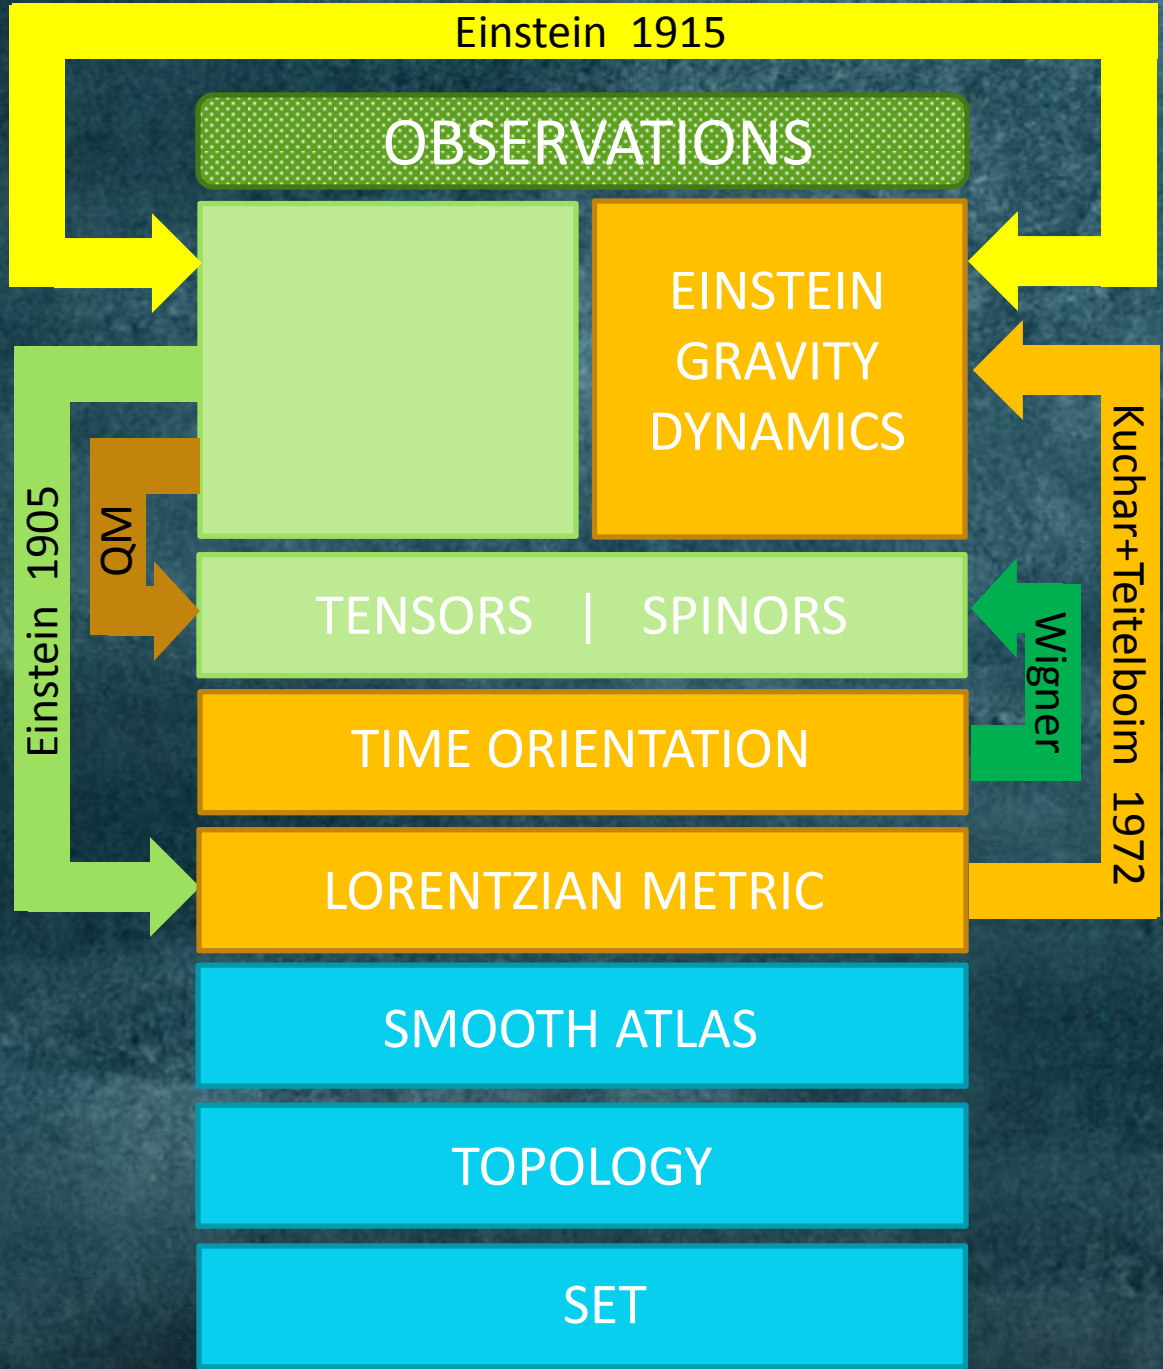 Einstein 1915
OBSERVATIONS
EINSTEIN
GRAVITY
DYNAMICS
Einstein 1905
QM
Kuchar+Teitelboim 1972
Wigner
TENSORS | SPINORS
TIME ORIENTATION
LORENTZIAN METRIC
SMOOTH ATLAS
TOPOLOGY
SET